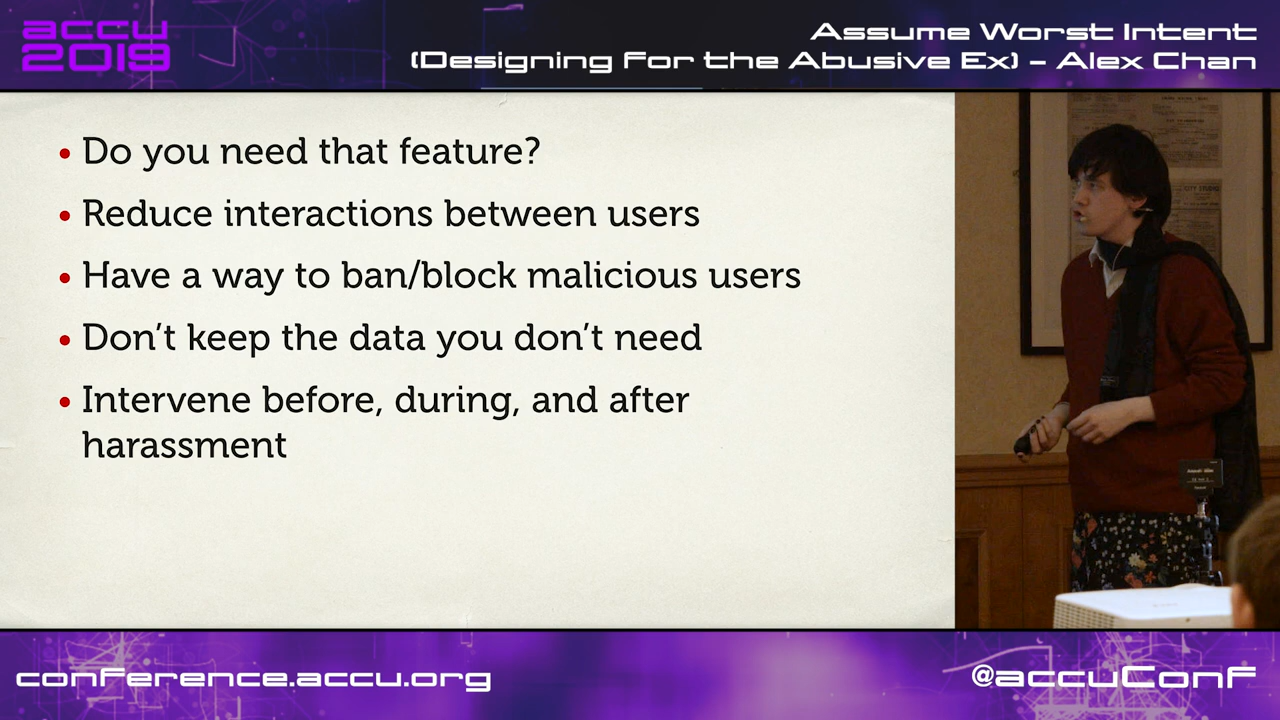 accu
2019
Assume Worst Intent
(Designing For the Abusive Ex) – Alex Chan
• Do you need that feature?
• Reduce interactions between users
• Have a way to ban/block malicious users
• Don’t keep the data you don’t need
• Intervene before, during, and after
harassment
CITY STUDIO
conference.accu.org
@accuConf